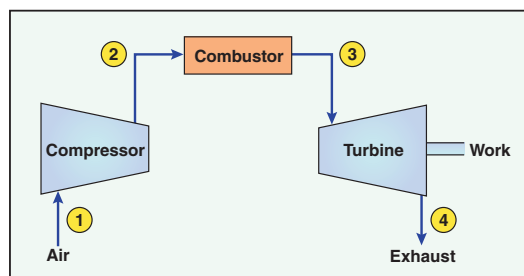 2
Combustor
3
Compressor
Turbine
Work
1
4
Air
Exhaust